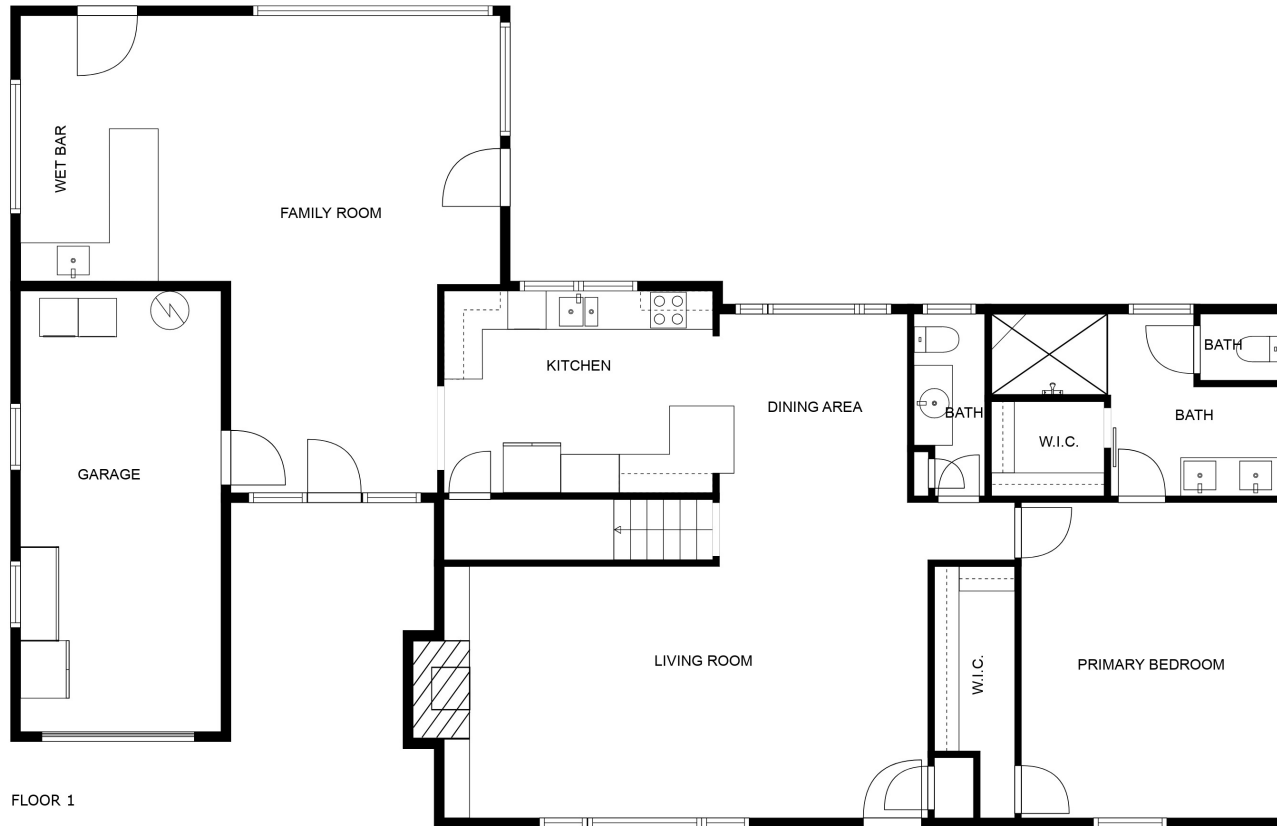 WET BAR
FAMILY ROOM
KITCHEN
BATH
DINING AREA
BATH
BATH
W.I.C.
GARAGE
LIVING ROOM
W.I.C.
PRIMARY BEDROOM
FLOOR 1